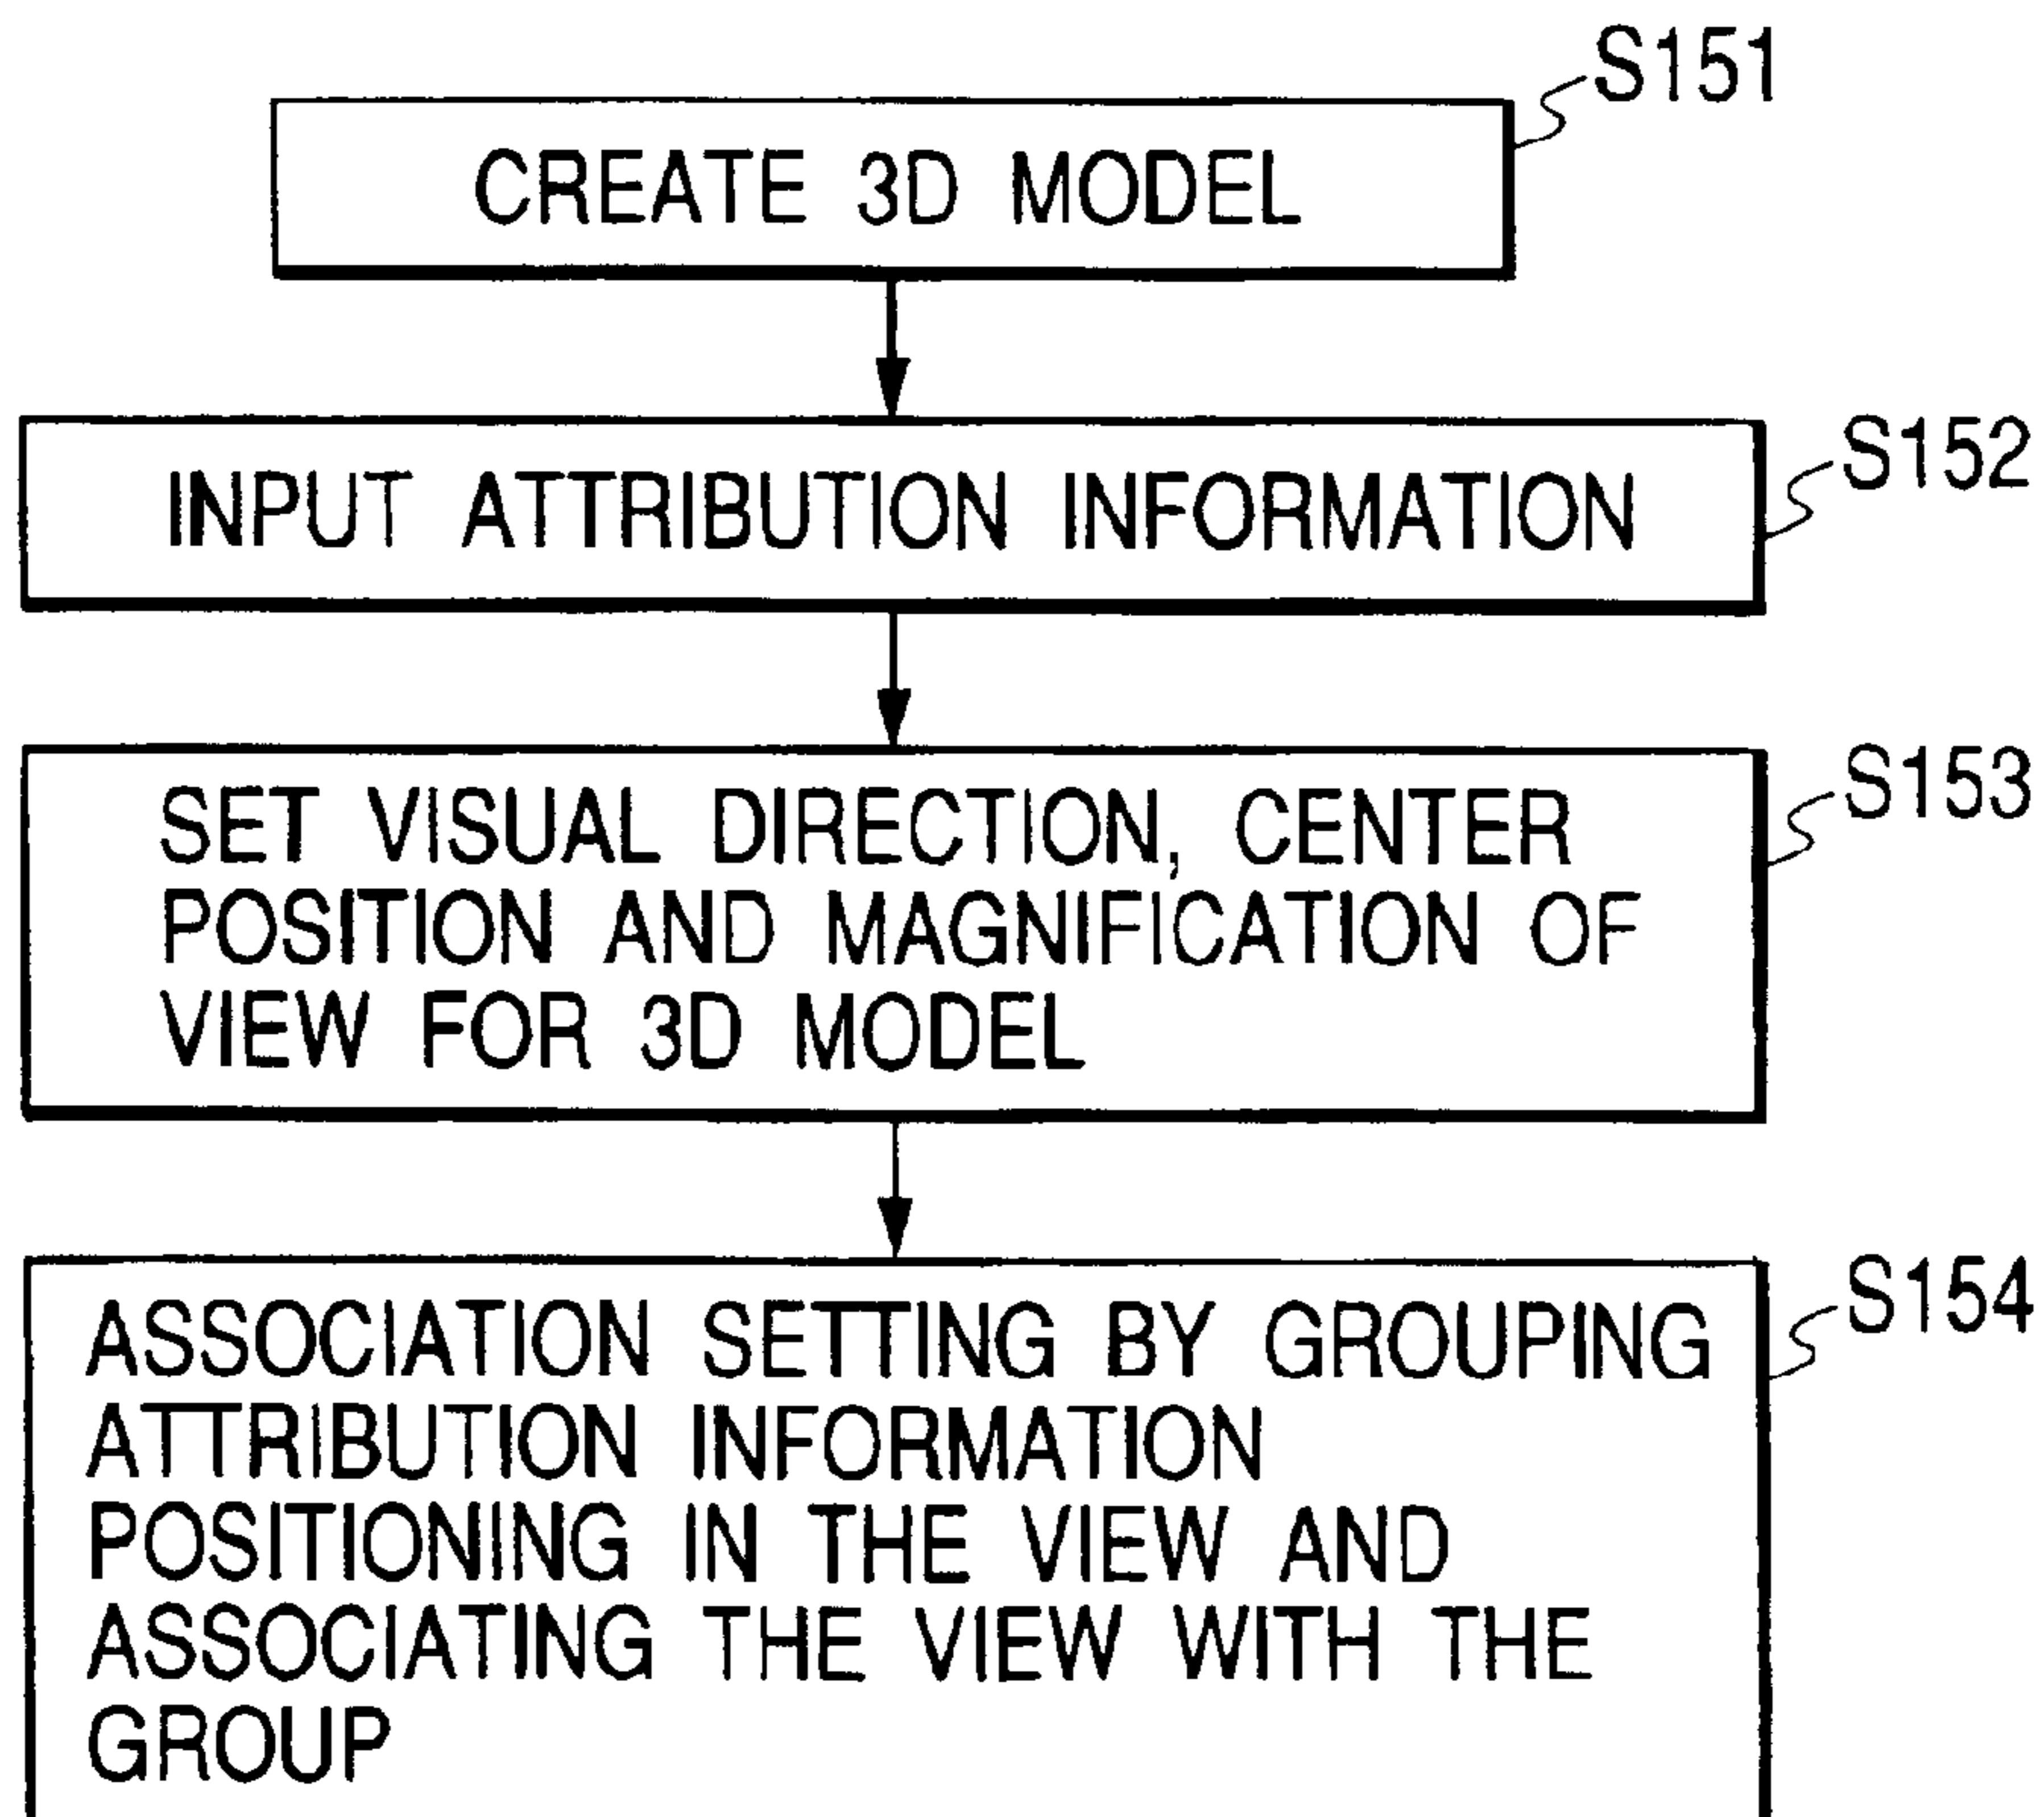 S151
CREATE 3D MODEL
S152
INPUT ATTRIBUTION INFORMATION
S153
SET VISUAL DIRECTION, CENTER
POSITION AND MAGNIFICATION OF
VIEW FOR 3D MODEL
S154
ASSOCIATION SETTING BY GROUPING
ATTRIBUTION INFORMATION
POSITIONING IN THE VIEW AND
ASSOCIATING THE VIEW WITH THE
GROUP